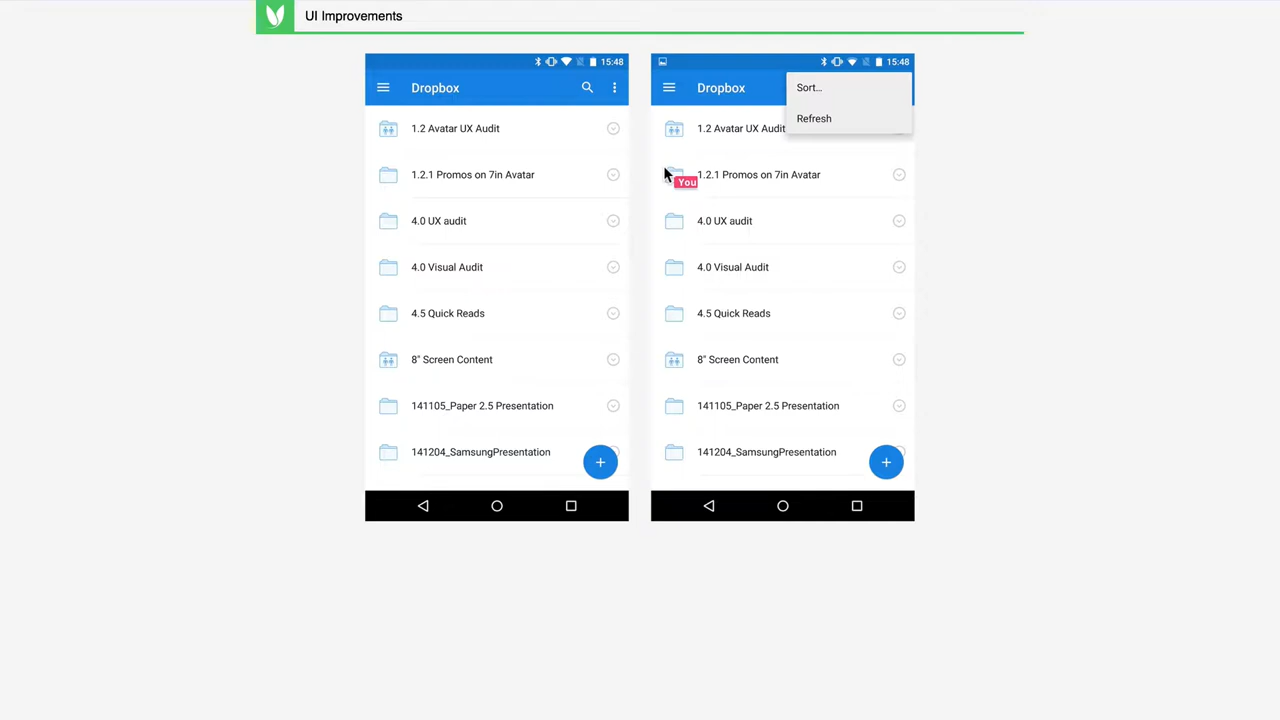 UI Improvements
15:48
Dropbox
1.2 Avatar UX Audit
1.2.1 Promos on 7in Avatar
4.0 UX audit
4.0 Visual Audit
4.5 Quick Reads
8" Screen Content
141105_Paper 2.5 Presentation
141204_SamsungPresentation
+
15:48
Dropbox
Sort...
Refresh
1.2 Avatar UX Audit
You
1.2.1 Promos on 7in Avatar
4.0 UX audit
4.0 Visual Audit
4.5 Quick Reads
8" Screen Content
141105_Paper 2.5 Presentation
141204_SamsungPresentation
+